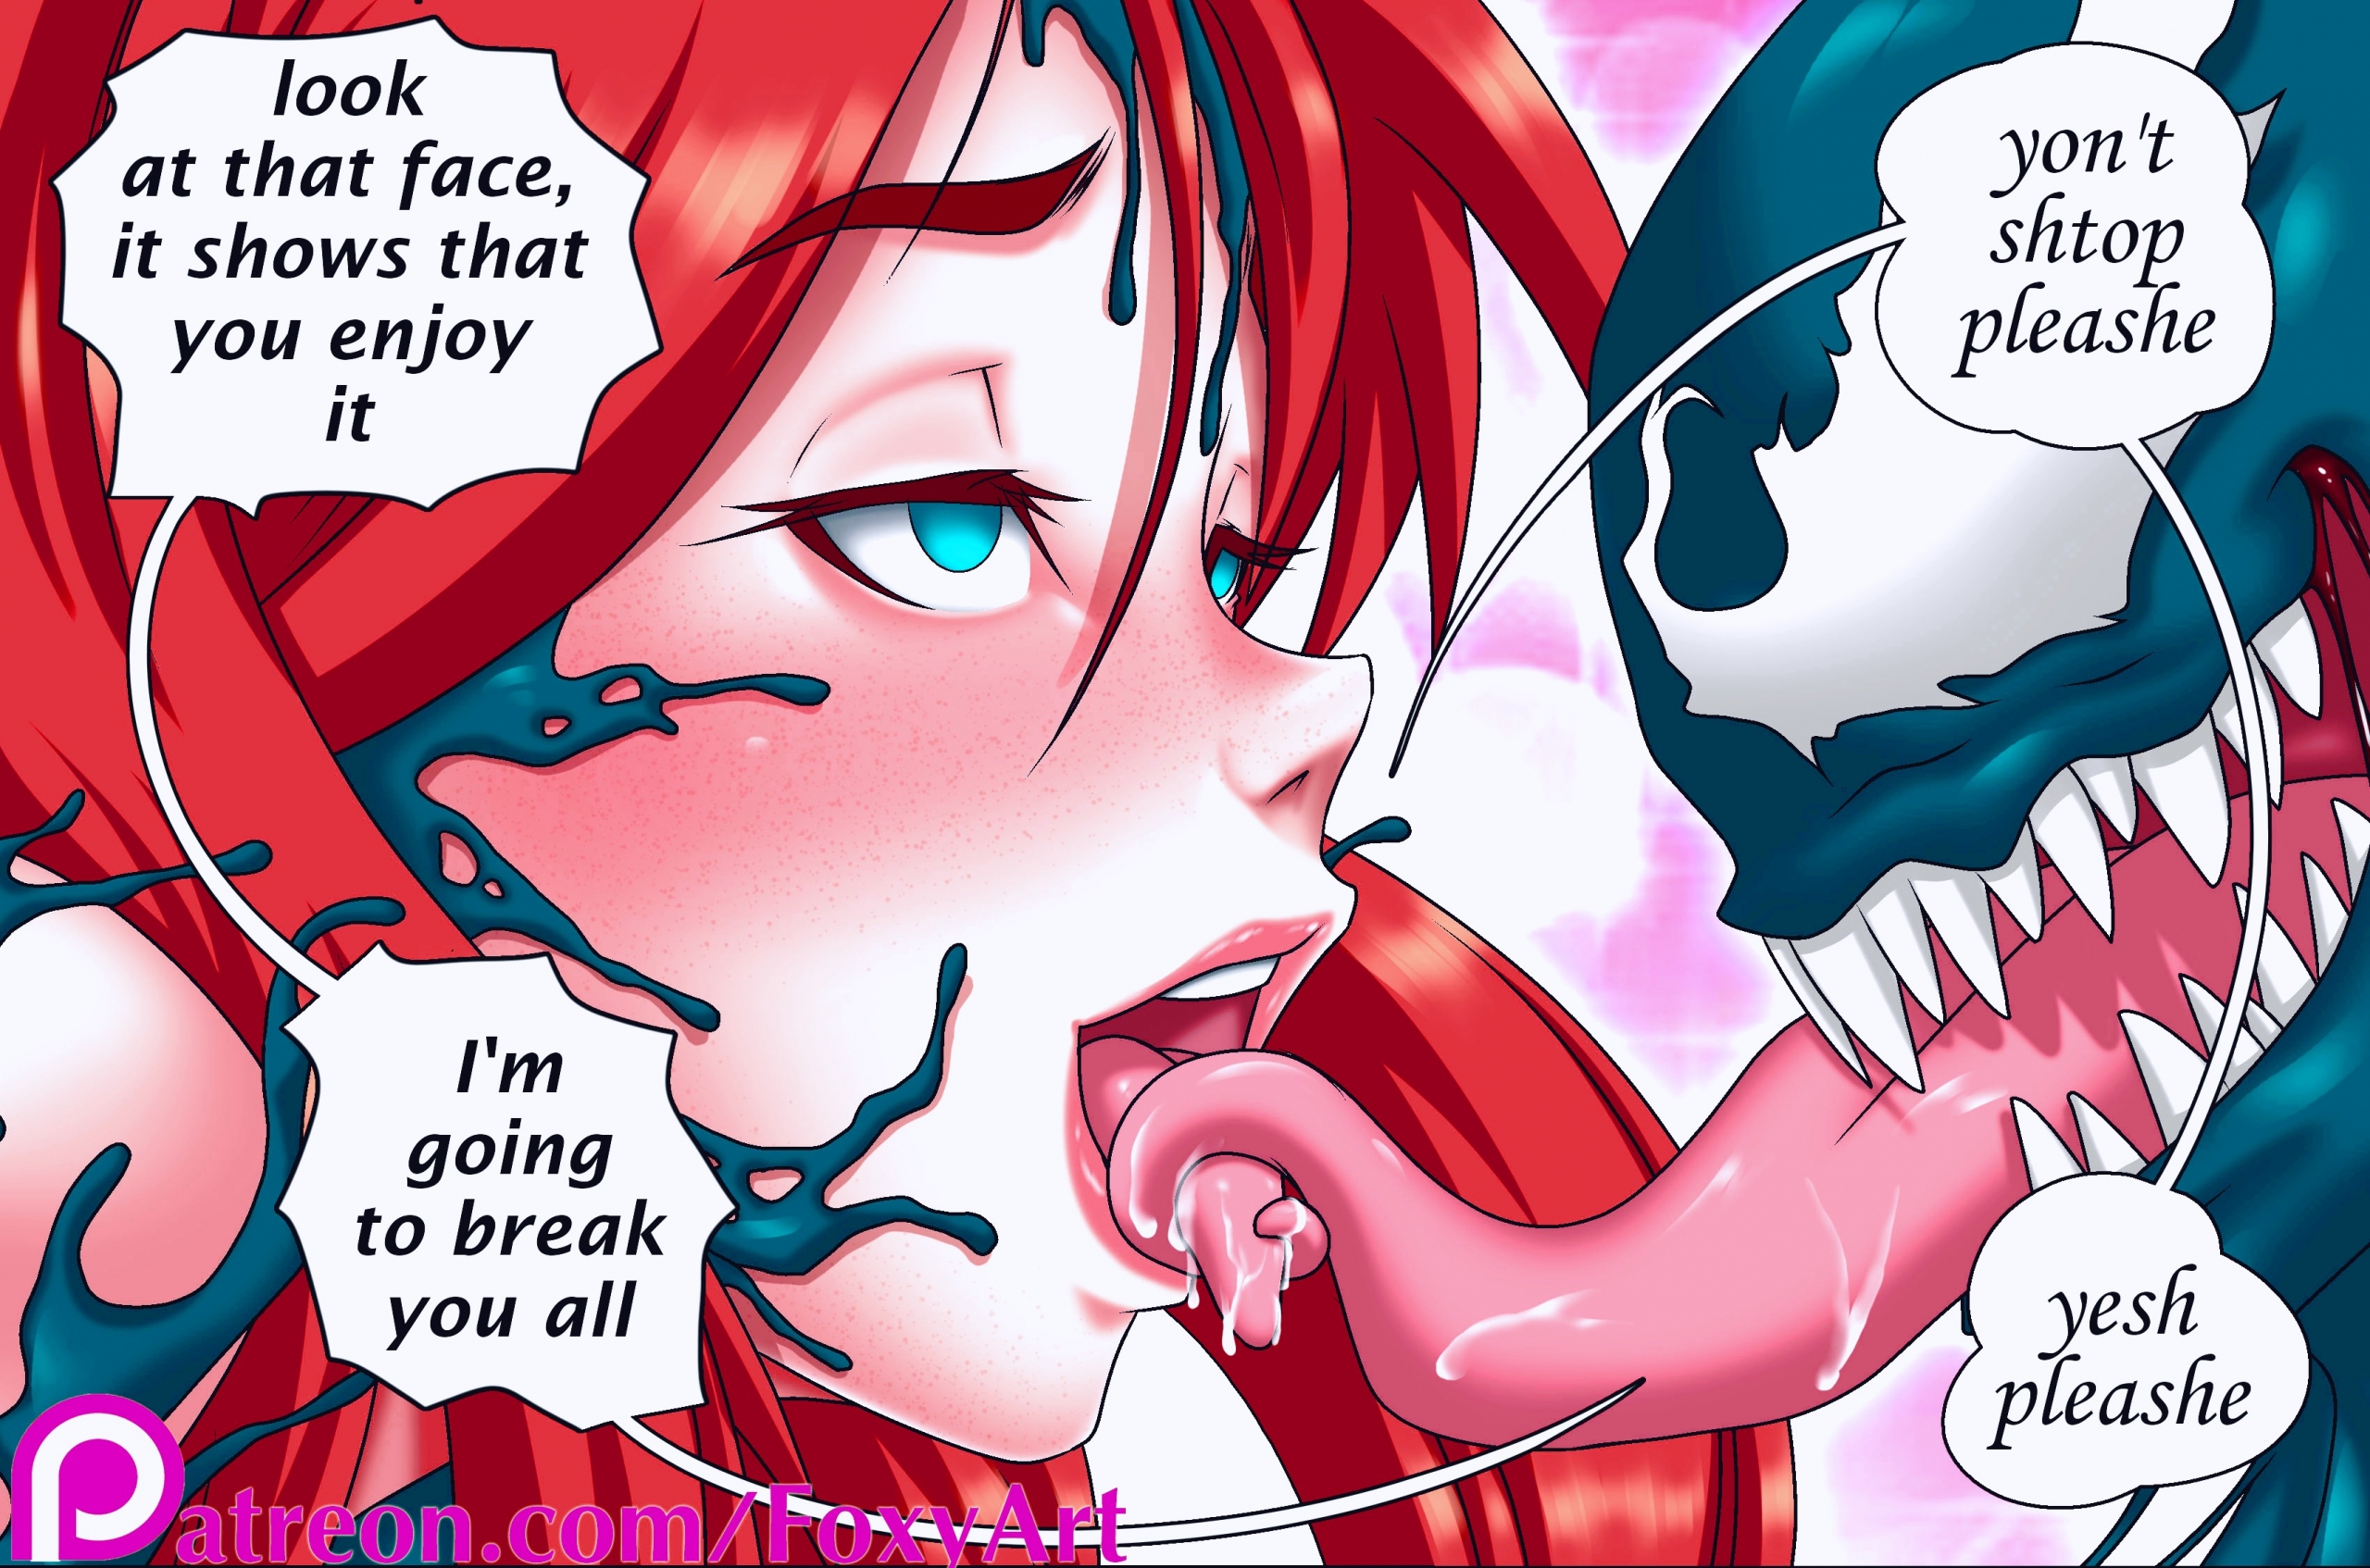 look
at that face,
it shows that
you enjoy
it
yon't
shtop
pleashe
I'm
going
to break
you all
yesh
pleashe
Patreon.com/FoxyArt